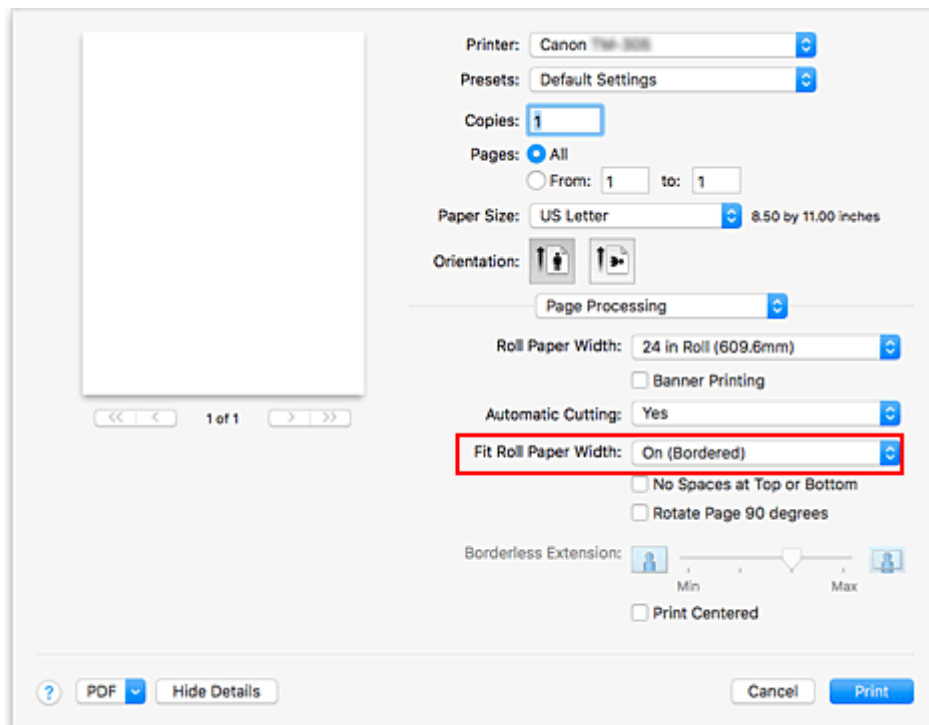 Printer: Canon
Presets: Default Settings
Copies: 1
Pages: All
From: 1 to: 1
Paper Size: US Letter 8.50 by 11.00 inches
Orientation:
Page Processing
Roll Paper Width: 24 in Roll (609.6mm)
Banner Printing
<< < 1 of 1 > >>
Automatic Cutting: Yes
Fit Roll Paper Width: On (Bordered)
No Spaces at Top or Bottom
Rotate Page 90 degrees
Borderless Extension:
Min Max
Print Centered
? PDF Hide Details Cancel Print